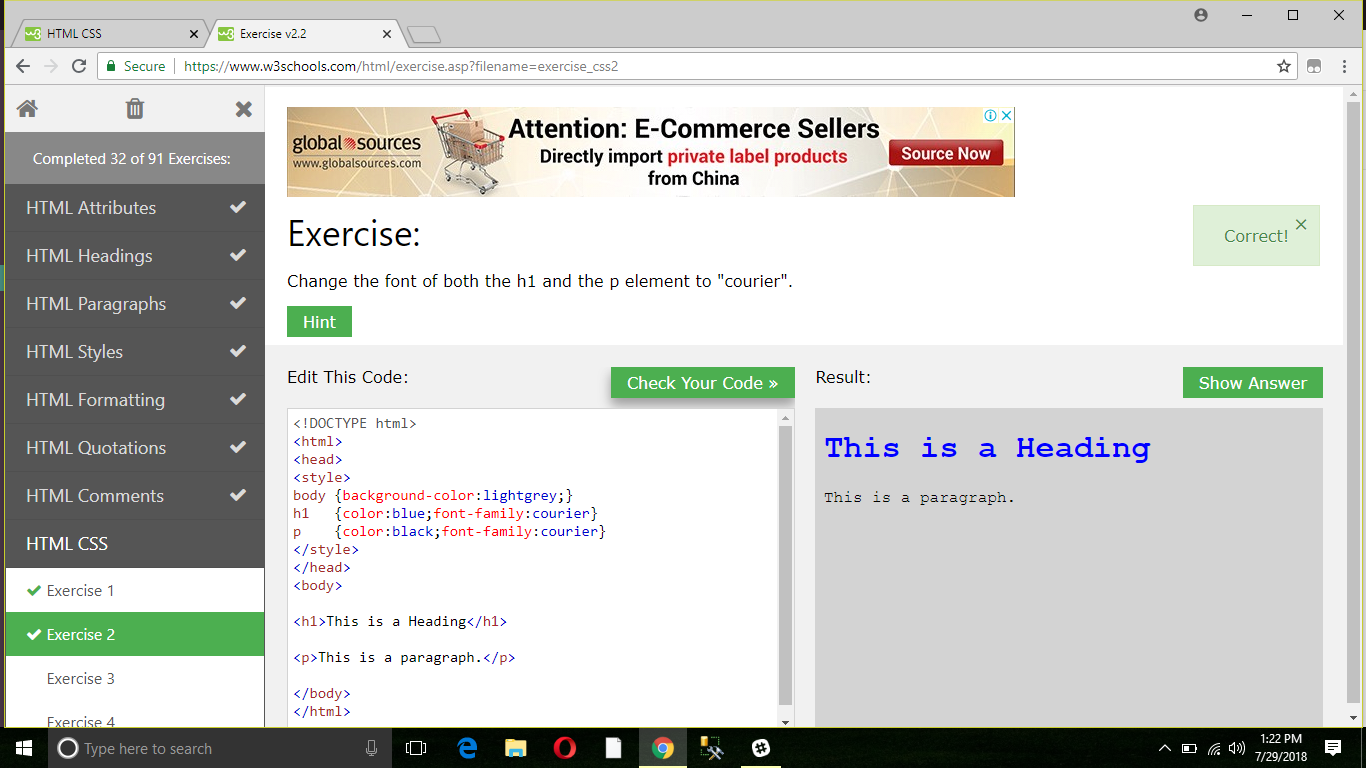 HTML CSS
Exercise v2.2
Secure
https://www.w3schools.com/html/exercise.asp?filename=exercise_css2
Completed 32 of 91 Exercises:
HTML Attributes
HTML Headings
HTML Paragraphs
HTML Styles
HTML Formatting
HTML Quotations
HTML Comments
HTML CSS
Exercise 1
Exercise 2
Exercise 3
Exercise 4
global sources
www.globalsources.com
Attention: E-Commerce Sellers
Directly import private label products
from China
Source Now
Exercise:
Correct!
Change the font of both the h1 and the p element to "courier".
Hint
Edit This Code:
Check Your Code »
<!DOCTYPE html>
<html>
<head>
<style>
body {background-color:lightgrey;}
h1   {color:blue;font-family:courier}
p    {color:black;font-family:courier}
</style>
</head>
<body>
<h1>This is a Heading</h1>
<p>This is a paragraph.</p>
</body>
</html>
Result:
Show Answer
This is a Heading
This is a paragraph.
Type here to search
1:22 PM
7/29/2018